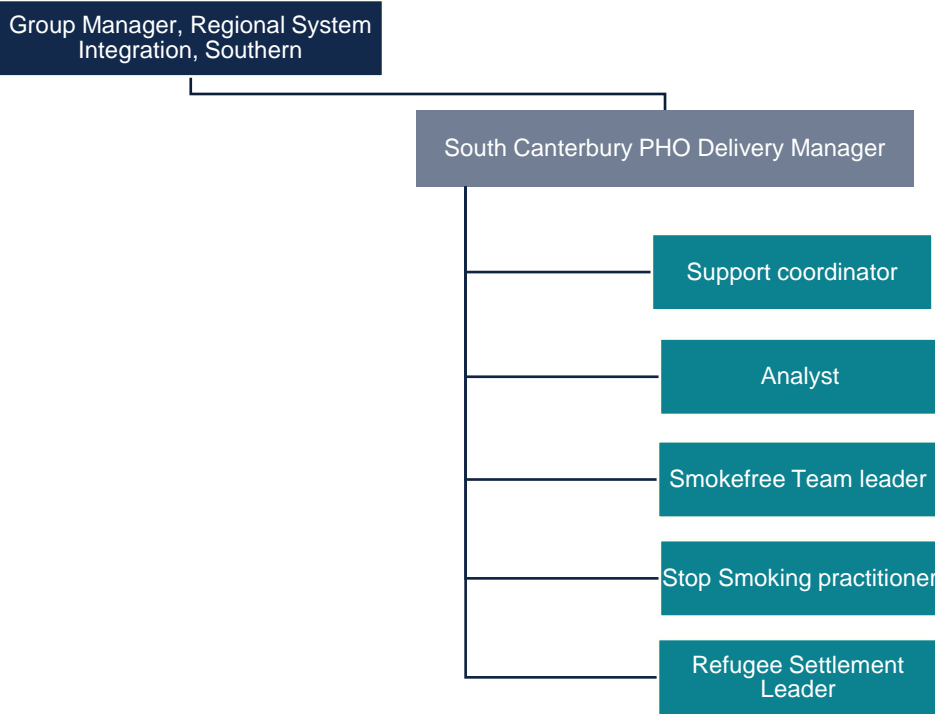 Group Manager, Regional System
Integration, Southern
South Canterbury PHO Delivery Manager
Support coordinator
Analyst
Smokefree Team leader
Stop Smoking practitioner
Refugee Settlement
Leader